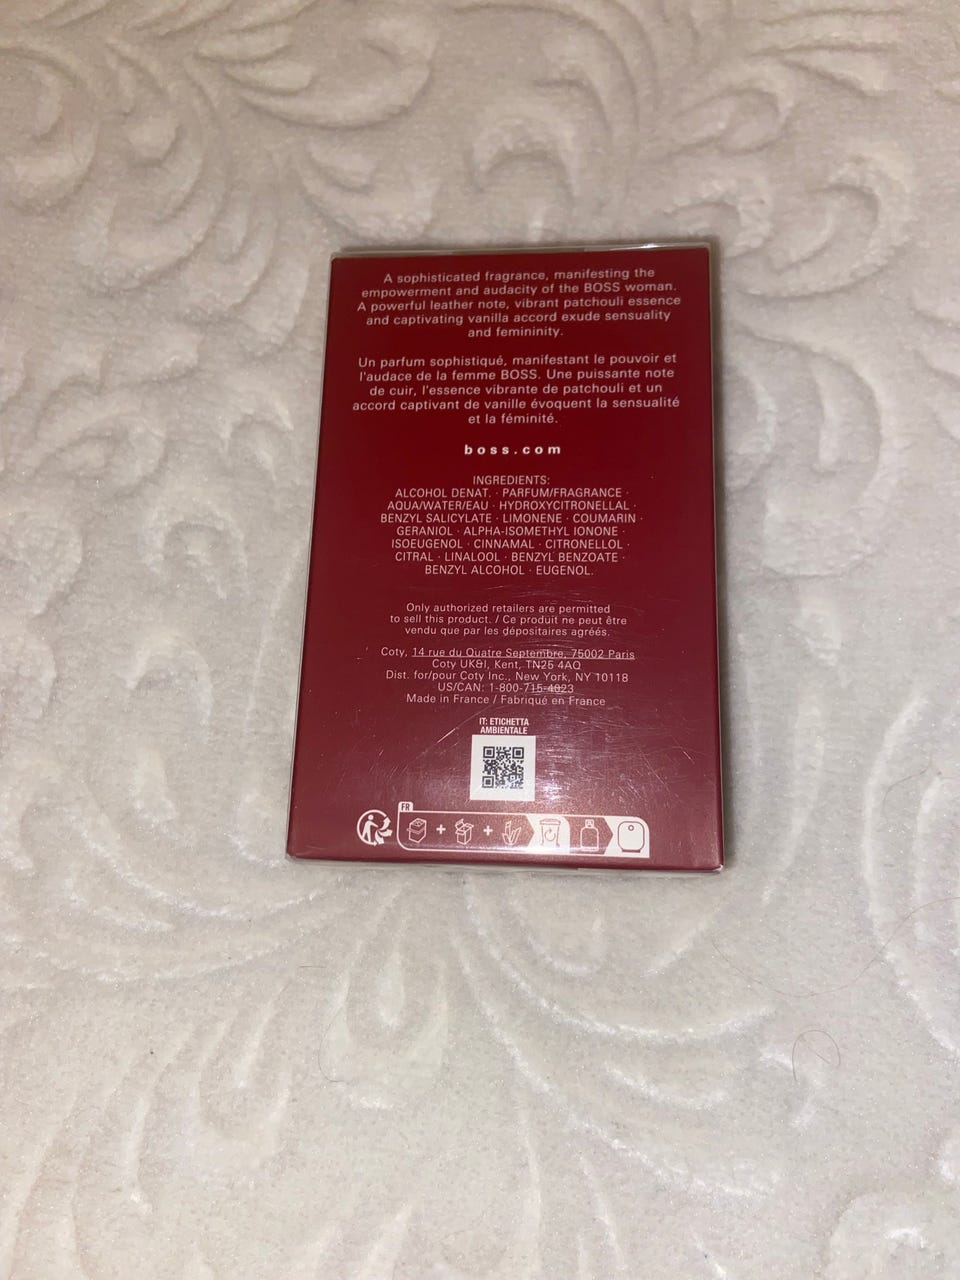 A sophisticated fragrance, manifesting the
empowerment and audacity of the BOSS woman.
A powerful leather note, vibrant patchouli essence
and captivating vanilla accord exude sensuality
and femininity.
Un parfum sophistiqué, manifestant le pouvoir et
l'audace de la femme BOSS. Une puissante note
de cuir, l'essence vibrante de patchouli et un
accord captivant de vanille évoquent la sensualité
et la féminité.
boss.com
INGREDIENTS:
ALCOHOL DENAT. · PARFUM/FRAGRANCE ·
AQUA/WATER/EAU · HYDROXYCITRONELLAL ·
BENZYL SALICYLATE · LIMONENE · COUMARIN ·
GERANIOL · ALPHA-ISOMETHYL IONONE ·
ISOEUGENOL · CINNAMAL · CITRONELLOL ·
CITRAL · LINALOOL · BENZYL BENZOATE ·
BENZYL ALCOHOL · EUGENOL.
Only authorized retailers are permitted
to sell this product. / Ce produit ne peut être
vendu que par les dépositaires agréés.
Coty, 14 rue du Quatre Septembre, 75002 Paris
Coty UK&I, Kent, TN25 4AQ
Dist. for/pour Coty Inc., New York, NY 10118
US/CAN: 1-800-715-4023
Made in France / Fabriqué en France
IT: ETICHETTA
AMBIENTALE
FR